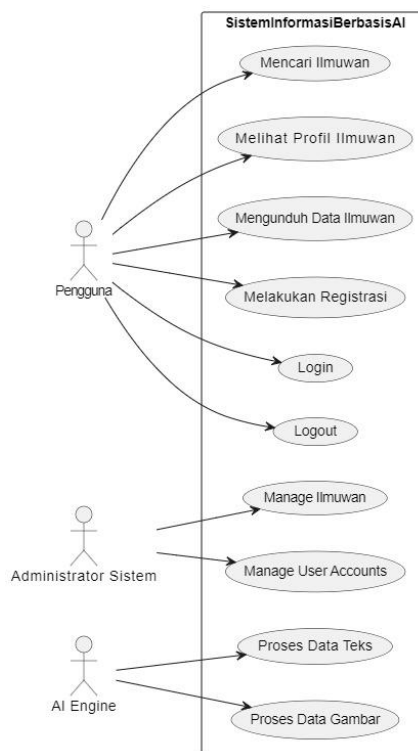 SistemInformasiBerbasisAI
Mencari Ilmuwan
Melihat Profil Ilmuwan
Mengunduh Data Ilmuwan
Pengguna
Melakukan Registrasi
Login
Logout
Manage Ilmuwan
Administrator Sistem
Manage User Accounts
Proses Data Teks
AI Engine
Proses Data Gambar